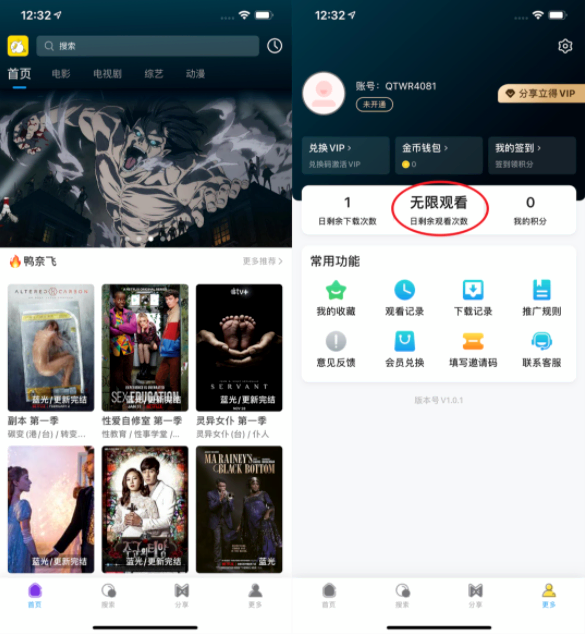 12:32
搜索
首页 电影 电视剧 综艺 动漫
🔥鸭奈飞 更多推荐 >
ALTERED CARBON
蓝光/更新完结
SEX EDUCATION
蓝光/更新完结
tv+
SERVANT
蓝光/更新完结
副本 第一季
碳变 (港/台) / 转变...
性爱自修室 第一季
性教育 / 性事学堂 /...
灵异女仆 第一季
灵异女仆 (台) / 仆人
蓝光/更新完结
蓝光/更新完结
MA RAINEY'S
BLACK BOTTOM
蓝光
首页 搜索 分享 更多
12:32
账号: QTWR4081
未开通
分享立得 VIP
兑换 VIP >
兑换码激活 VIP
金币钱包 >
0
我的签到 >
签到领积分
1 无限观看 0
日剩余下载次数 日剩余观看次数 我的积分
常用功能
我的收藏 观看记录 下载记录 推广规则
意见反馈 会员兑换 填写邀请码 联系客服
版本号 V1.0.1
首页 搜索 分享 更多